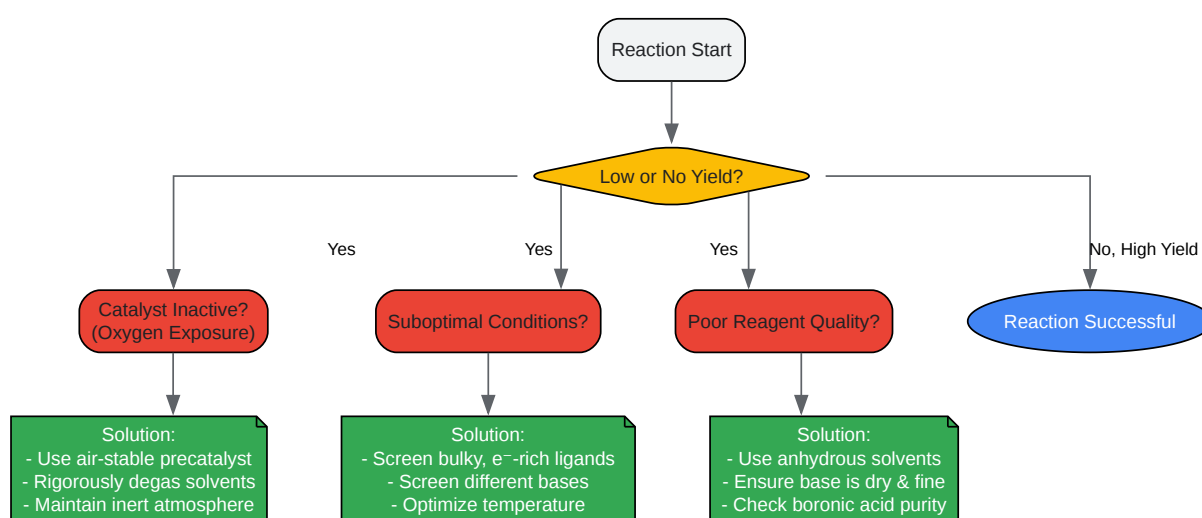 Reaction Start
Low or No Yield?
Yes
Yes
Yes
No, High Yield
Catalyst Inactive?
(Oxygen Exposure)
Suboptimal Conditions?
Poor Reagent Quality?
Reaction Successful
Solution:
- Use air-stable precatalyst
- Rigorously degas solvents
- Maintain inert atmosphere
Solution:
- Screen bulky, e⁻-rich ligands
- Screen different bases
- Optimize temperature
Solution:
- Use anhydrous solvents
- Ensure base is dry & fine
- Check boronic acid purity